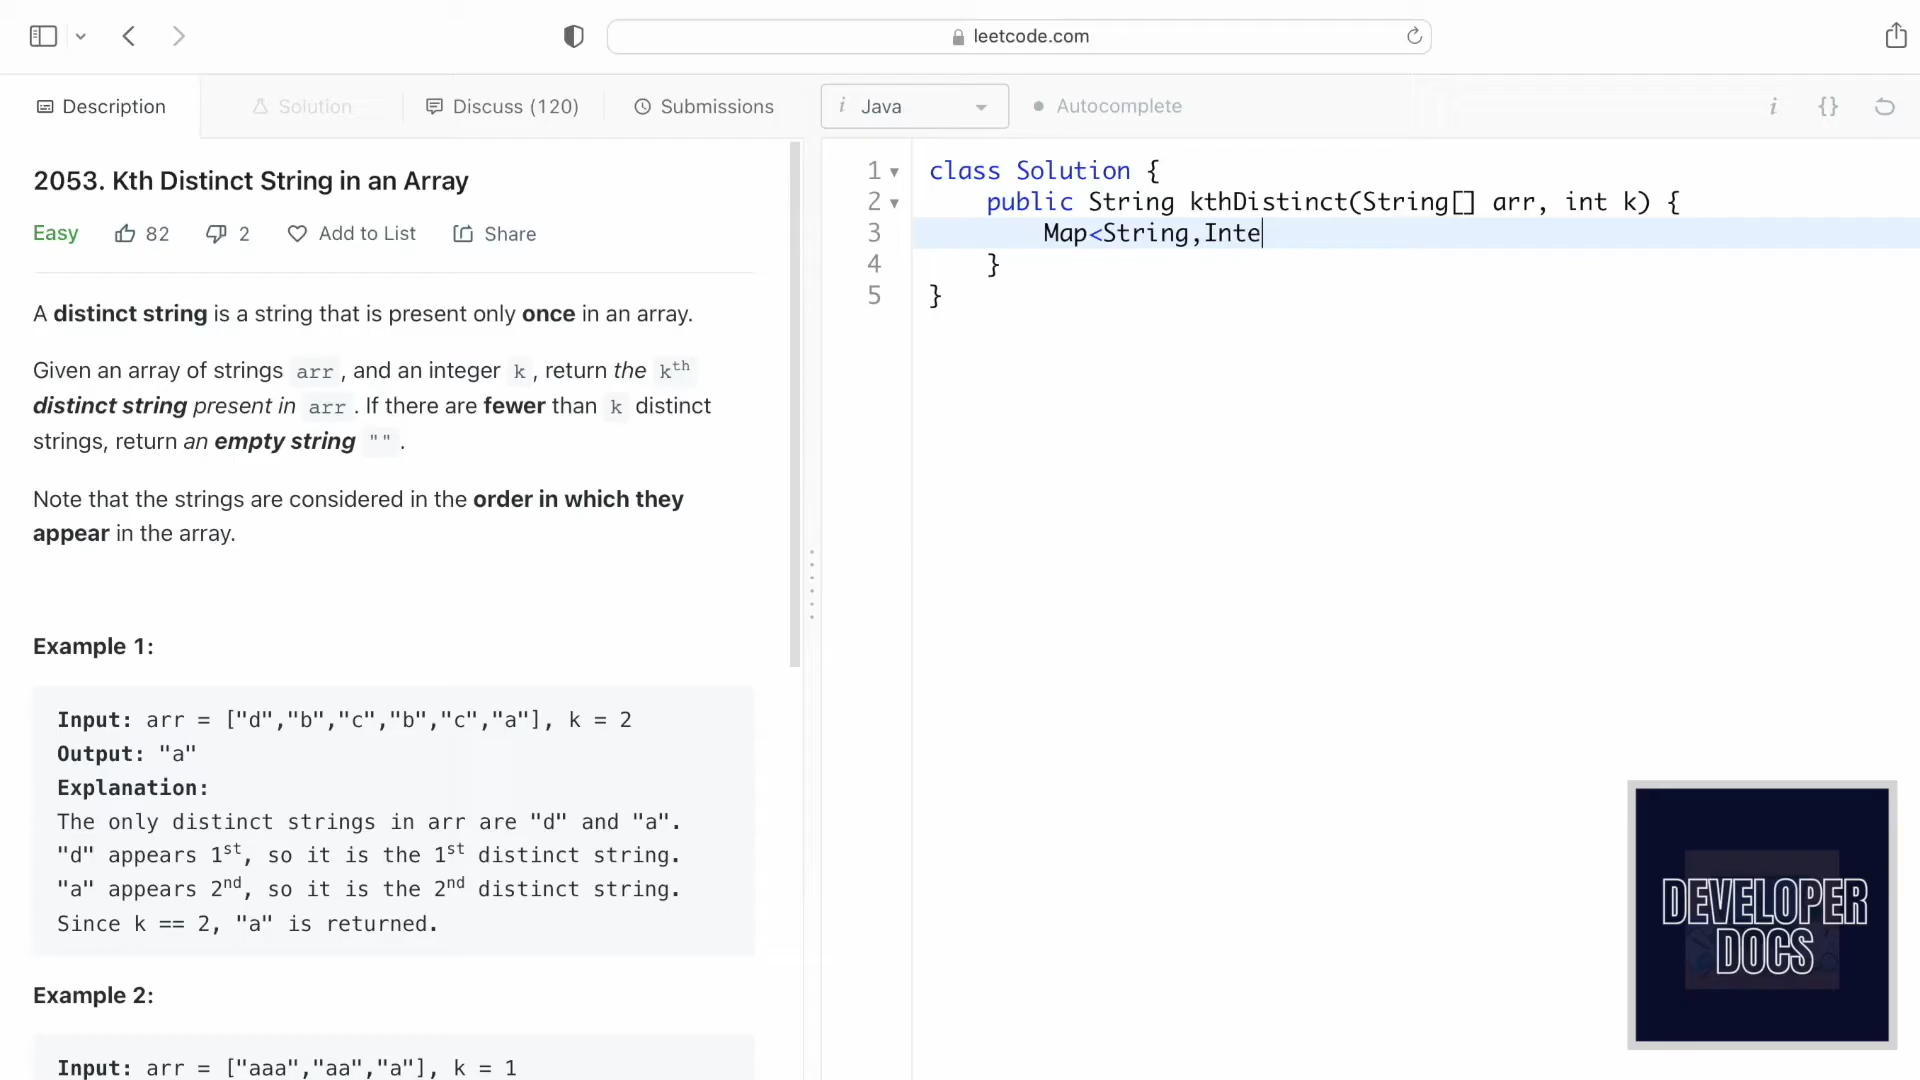 leetcode.com
Description
Solution
Discuss (120)
Submissions
i Java
Autocomplete
i {}
2053. Kth Distinct String in an Array
Easy 82 2 Add to List Share
A distinct string is a string that is present only once in an array.
Given an array of strings arr, and an integer k, return the kth
distinct string present in arr. If there are fewer than k distinct
strings, return an empty string "".
Note that the strings are considered in the order in which they
appear in the array.
Example 1:
Input: arr = ["d","b","c","b","c","a"], k = 2
Output: "a"
Explanation:
The only distinct strings in arr are "d" and "a".
"d" appears 1st, so it is the 1st distinct string.
"a" appears 2nd, so it is the 2nd distinct string.
Since k == 2, "a" is returned.
Example 2:
Input: arr = ["aaa","aa","a"], k = 1
1 class Solution {
2 public String kthDistinct(String[] arr, int k) {
3 Map<String,Inte
4 }
5 }
DEVELOPER
DOCS